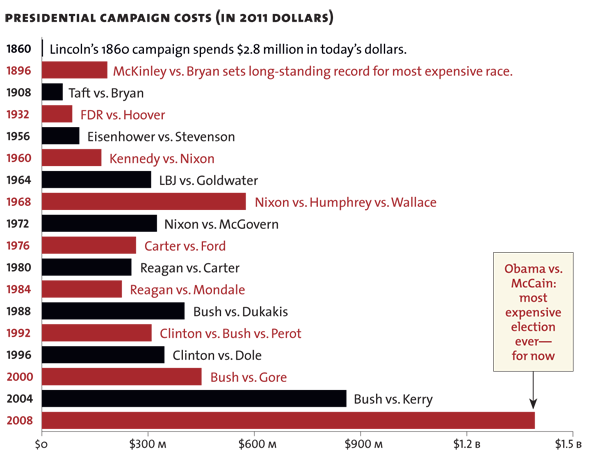 PRESIDENTIAL CAMPAIGN COSTS (IN 2011 DOLLARS)
1860 Lincoln's 1860 campaign spends $2.8 million in today's dollars.
1896 McKinley vs. Bryan sets long-standing record for most expensive race.
1908 Taft vs. Bryan
1932 FDR vs. Hoover
1956 Eisenhower vs. Stevenson
1960 Kennedy vs. Nixon
1964 LBJ vs. Goldwater
1968 Nixon vs. Humphrey vs. Wallace
1972 Nixon vs. McGovern
1976 Carter vs. Ford
1980 Reagan vs. Carter
1984 Reagan vs. Mondale
1988 Bush vs. Dukakis
1992 Clinton vs. Bush vs. Perot
1996 Clinton vs. Dole
2000 Bush vs. Gore
2004 Bush vs. Kerry
2008
Obama vs.
McCain:
most
expensive
election
ever—
for now
$0 $300 M $600 M $900 M $1.2 B $1.5 B